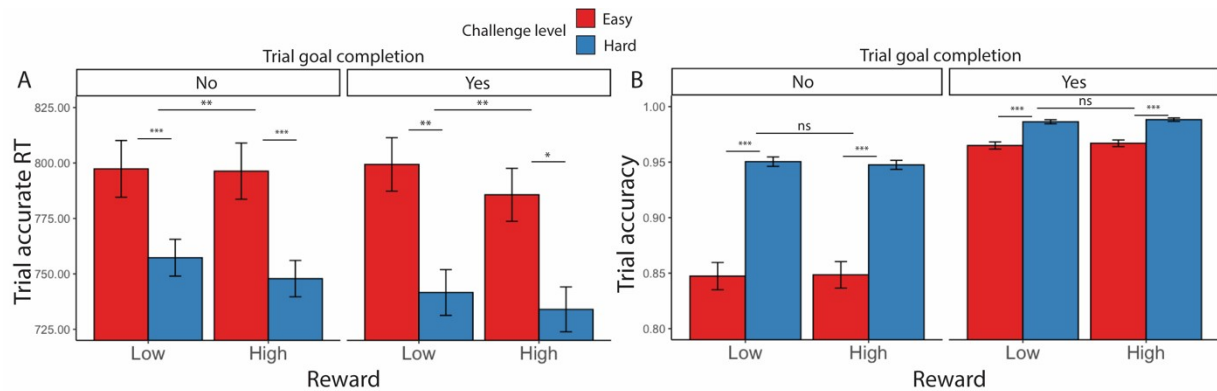 Challenge level
Easy
Hard
A
Trial goal completion
No
Yes
Trial accurate RT
825.00
800.00
775.00
750.00
725.00
**
***
***
**
**
*
Low
High
Low
High
Reward
B
Trial goal completion
No
Yes
Trial accuracy
1.00
0.95
0.90
0.85
0.80
ns
***
***
ns
***
***
Low
High
Low
High
Reward